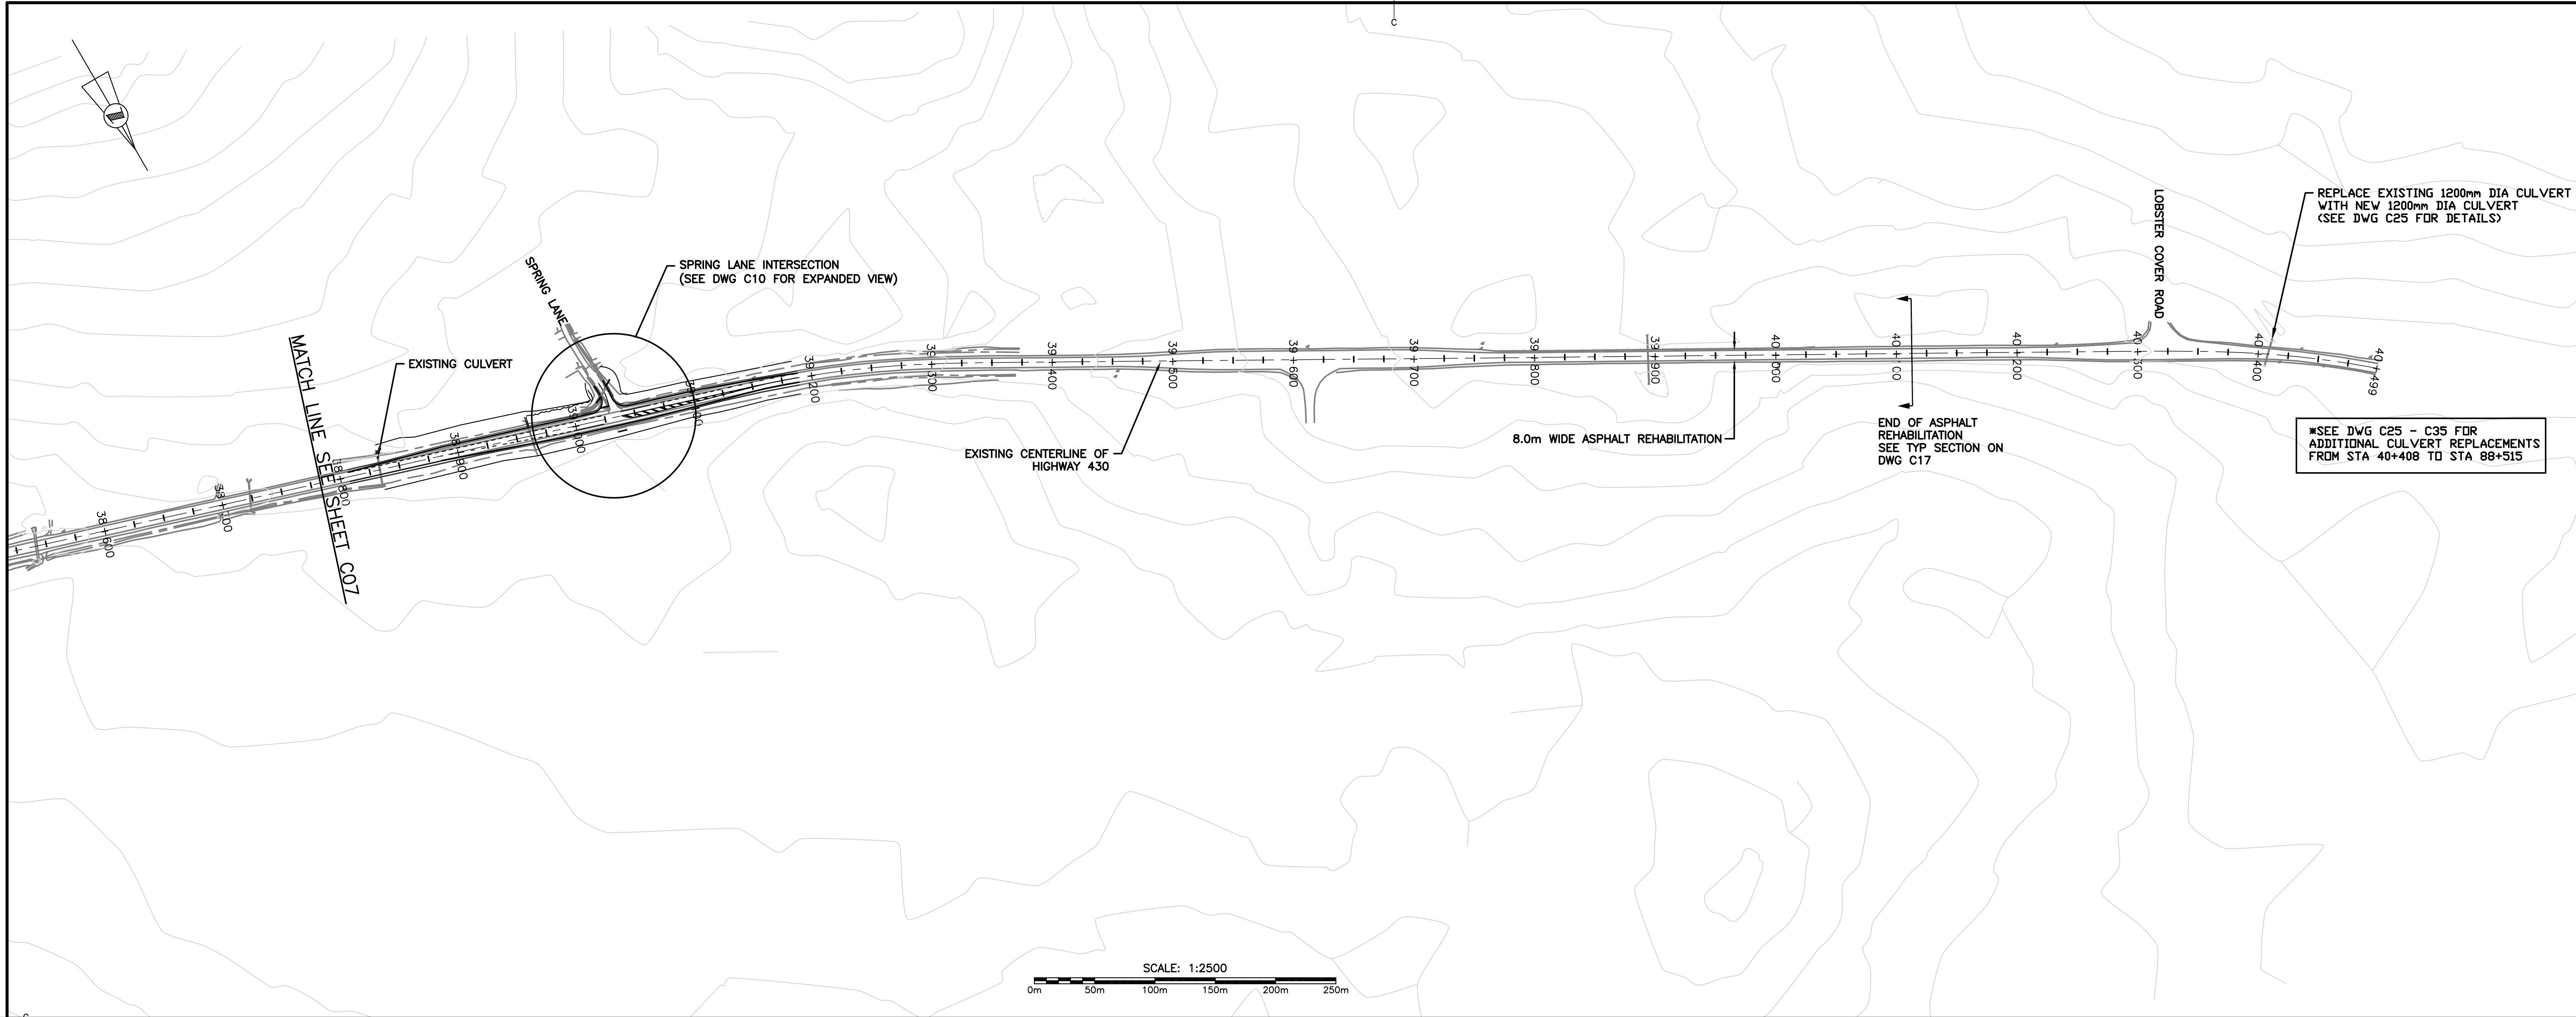 C
SPRING LANE
SPRING LANE INTERSECTION
(SEE DWG C10 FOR EXPANDED VIEW)
MATCH LINE SEE SHEET C07
EXISTING CULVERT
38+600
38+700
38+800
38+900
39+000
39+100
39+200
39+300
39+400
39+500
39+600
39+700
39+800
39+900
40+000
40+100
40+200
40+300
40+400
40+499
EXISTING CENTERLINE OF
HIGHWAY 430
8.0m WIDE ASPHALT REHABILITATION
END OF ASPHALT
REHABILITATION
SEE TYP SECTION ON
DWG C17
LOBSTER COVER ROAD
REPLACE EXISTING 1200mm DIA CULVERT
WITH NEW 1200mm DIA CULVERT
(SEE DWG C25 FOR DETAILS)
*SEE DWG C25 - C35 FOR
ADDITIONAL CULVERT REPLACEMENTS
FROM STA 40+408 TO STA 88+515
SCALE: 1:2500
0m 50m 100m 150m 200m 250m